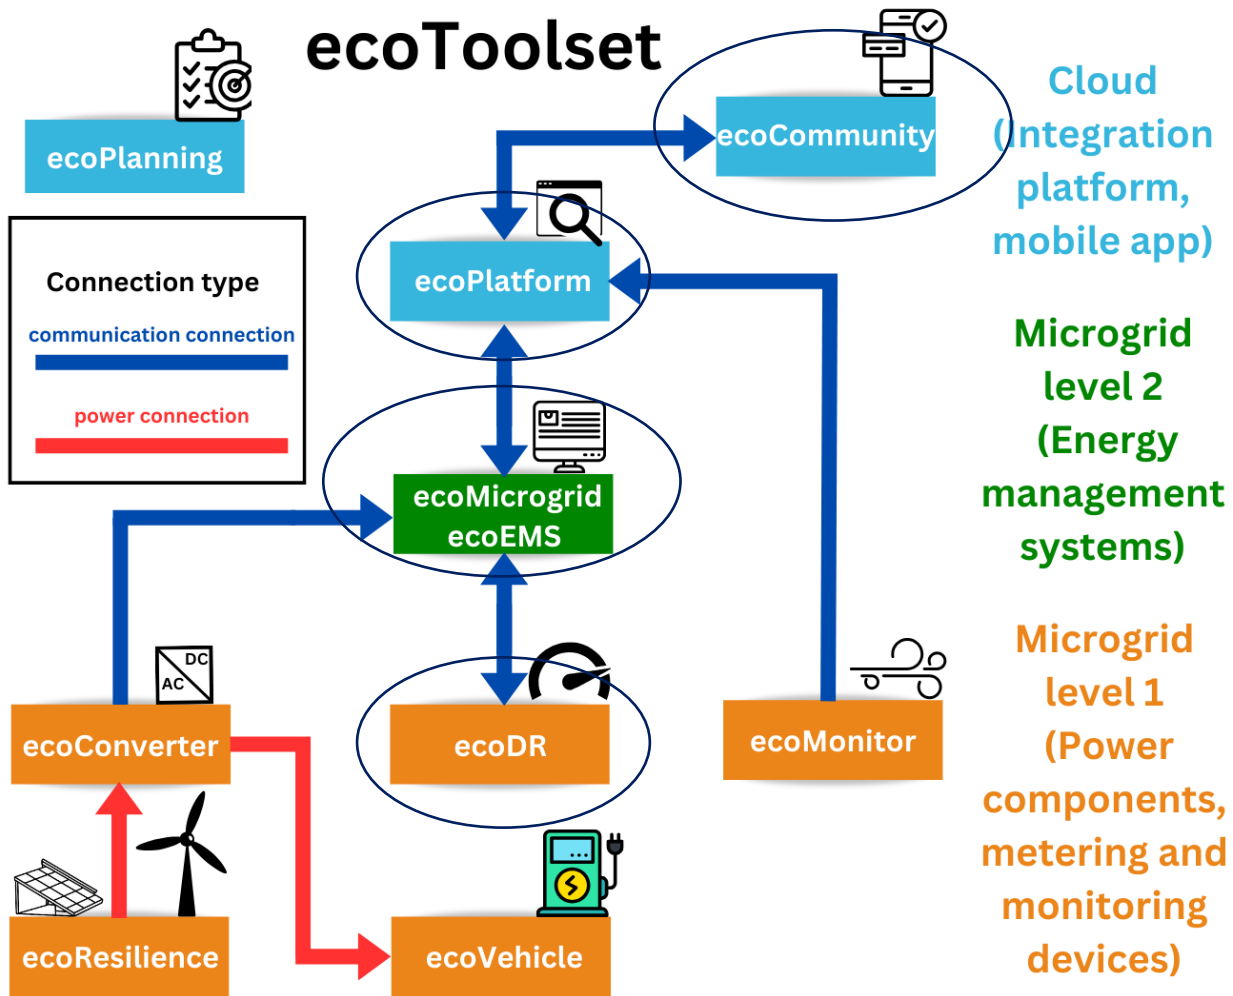 ecoToolset
ecoPlanning
ecoCommunity
Cloud
(Integration
platform,
mobile app)
Connection type
communication connection
power connection
ecoPlatform
Microgrid
level 2
(Energy
management
systems)
ecoMicrogrid
ecoEMS
Microgrid
level 1
(Power
components,
metering and
monitoring
devices)
DC
AC
ecoConverter
ecoDR
ecoMonitor
ecoResilience
ecoVehicle